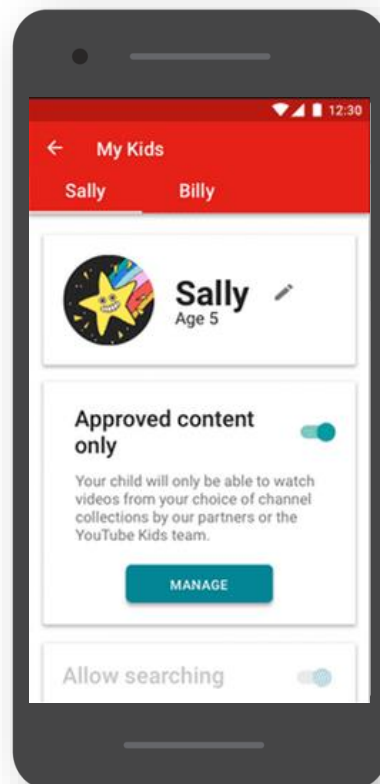 12:30
My Kids
Sally Billy
Sally
Age 5
Approved content
only
Your child will only be able to watch
videos from your choice of channel
collections by our partners or the
YouTube Kids team.
MANAGE
Allow searching